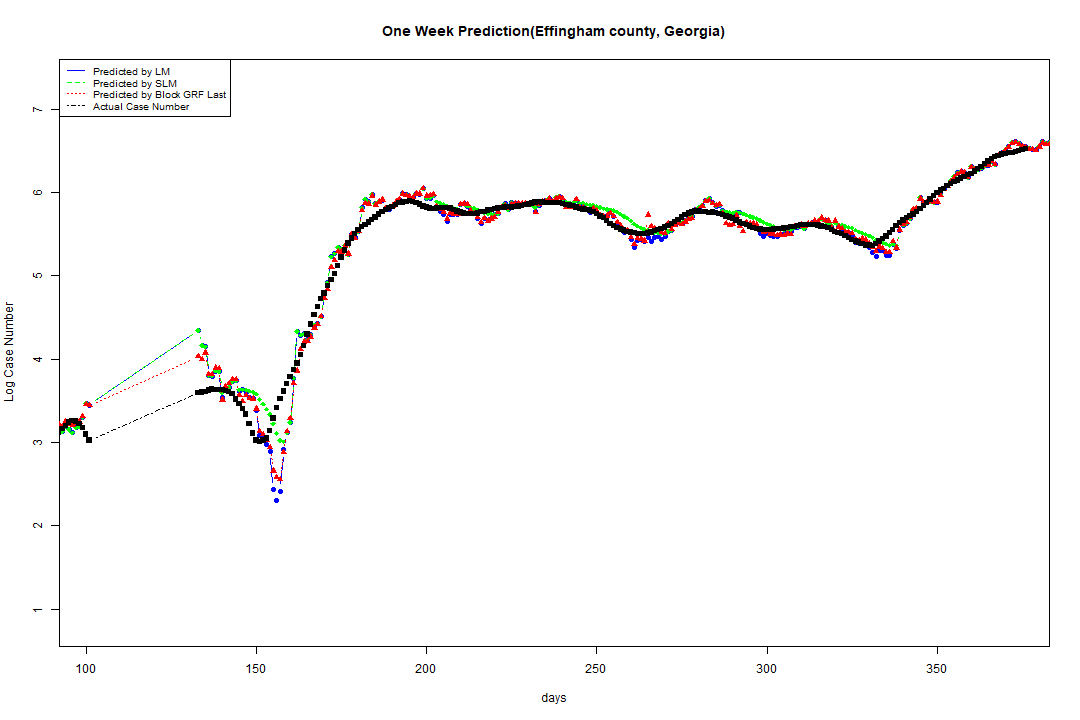 One Week Prediction(Effingham county, Georgia)
Predicted by LM
Predicted by SLM
Predicted by Block GRF Last
Actual Case Number
7
6
5
4
3
2
1
Log Case Number
100 150 200 250 300 350
days